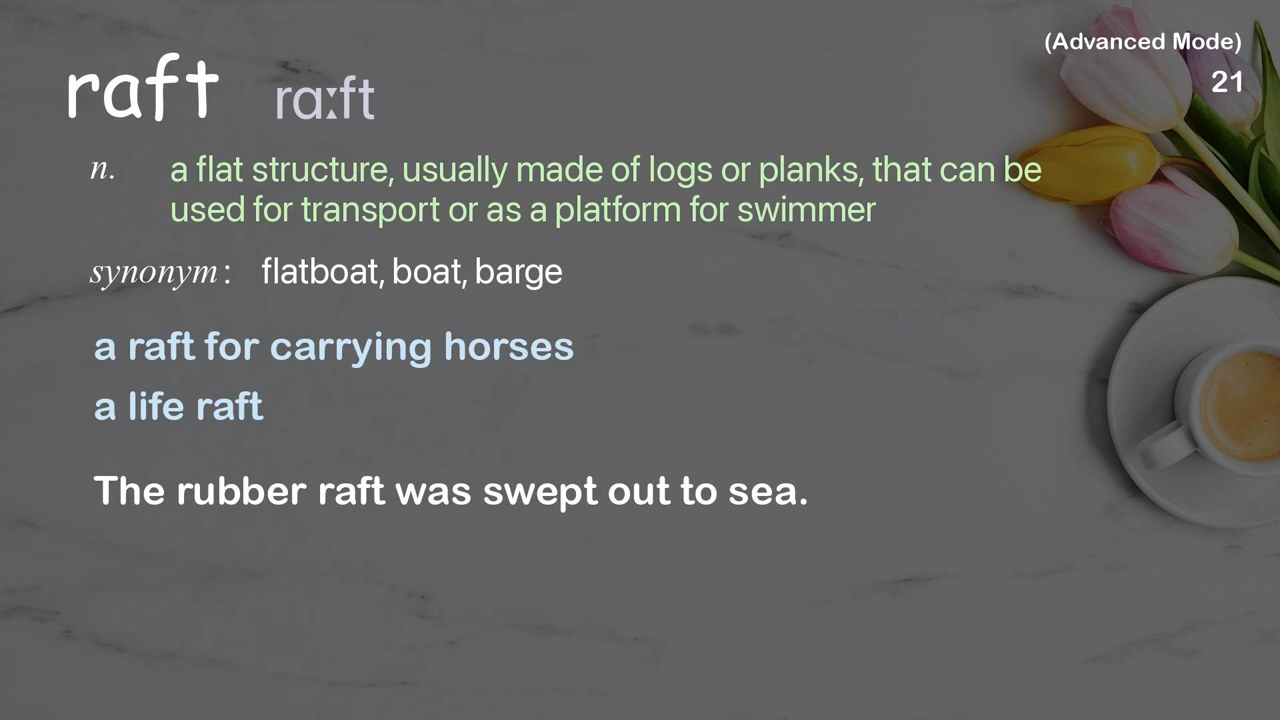 (Advanced Mode)
21
raft rɑːft
n. a flat structure, usually made of logs or planks, that can be
used for transport or as a platform for swimmer
synonym: flatboat, boat, barge
a raft for carrying horses
a life raft
The rubber raft was swept out to sea.